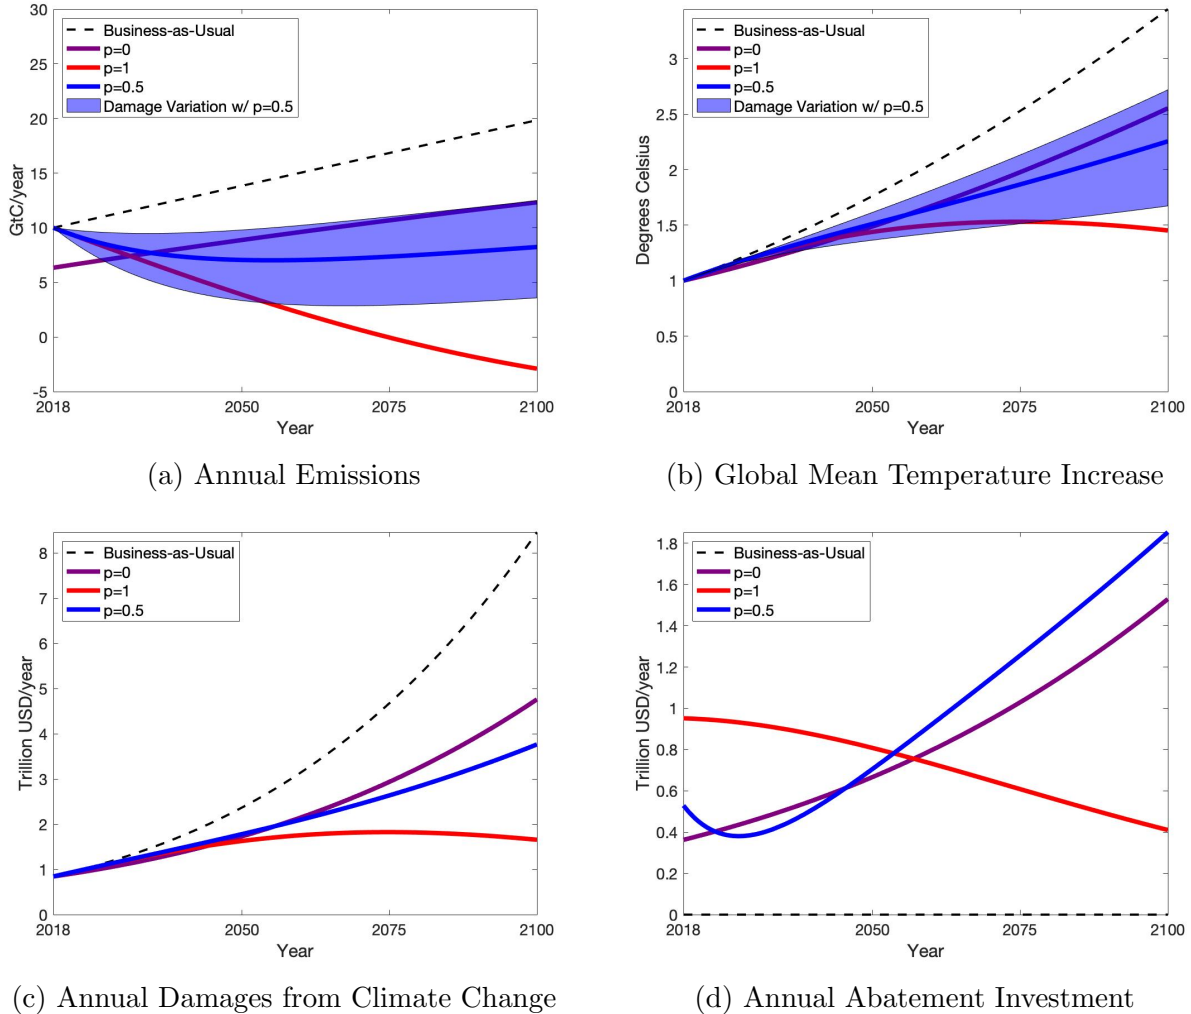 30
25
20
15
10
5
0
-5
GtC/year
Business-as-Usual
p=0
p=1
p=0.5
Damage Variation w/ p=0.5
2018
2050
2075
2100
Year
(a) Annual Emissions
3
2.5
2
1.5
1
0.5
0
Degrees Celsius
Business-as-Usual
p=0
p=1
p=0.5
Damage Variation w/ p=0.5
2018
2050
2075
2100
Year
(b) Global Mean Temperature Increase
8
7
6
5
4
3
2
1
0
Trillion USD/year
Business-as-Usual
p=0
p=1
p=0.5
2018
2050
2075
2100
Year
(c) Annual Damages from Climate Change
1.8
1.6
1.4
1.2
1
0.8
0.6
0.4
0.2
0
Trillion USD/year
Business-as-Usual
p=0
p=1
p=0.5
2018
2050
2075
2100
Year
(d) Annual Abatement Investment